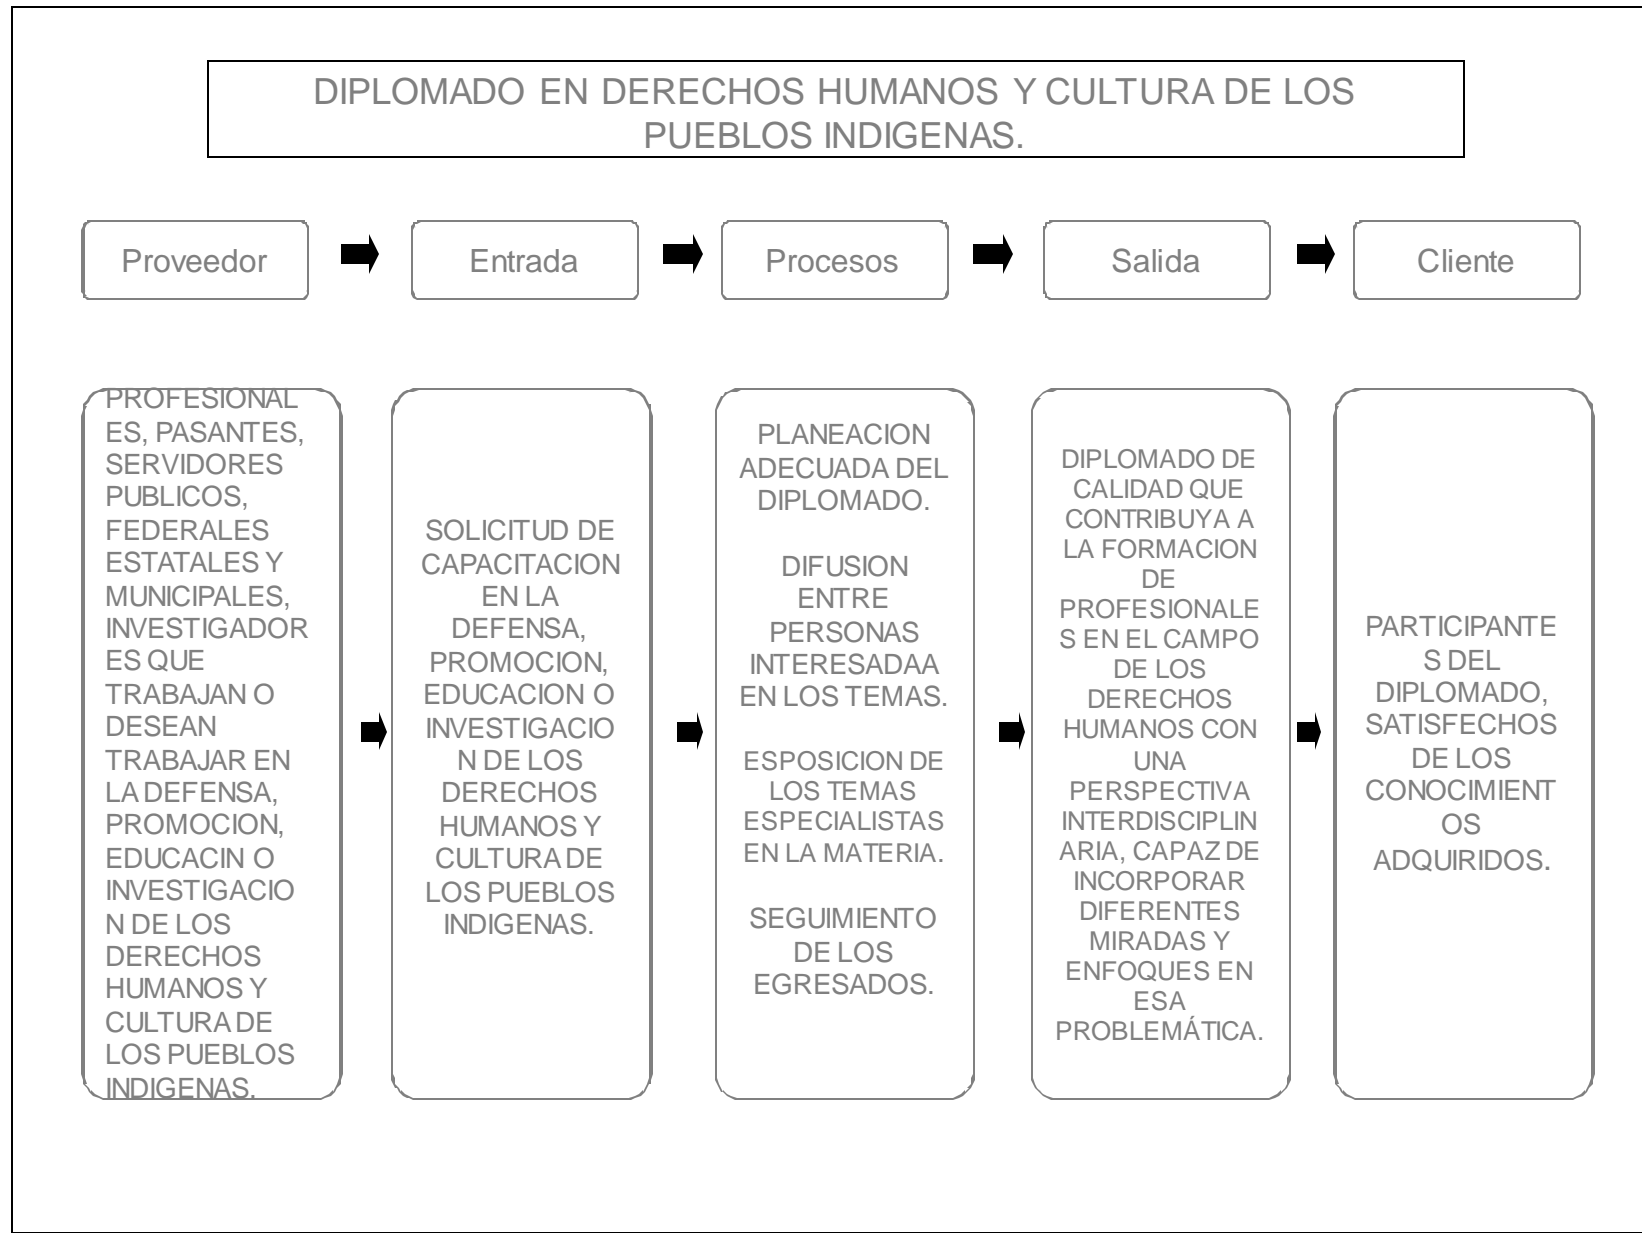 DIPLOMADO EN DERECHOS HUMANOS Y CULTURA DE LOS
PUEBLOS INDIGENAS.
Proveedor
Entrada
Procesos
Salida
Cliente
PROFESIONAL
ES, PASANTES,
SERVIDORES
PUBLICOS,
FEDERALES
ESTATALES Y
MUNICIPALES,
INVESTIGADOR
ES QUE
TRABAJAN O
DESEAN
TRABAJAR EN
LA DEFENSA,
PROMOCION,
EDUCACIN O
INVESTIGACIO
N DE LOS
DERECHOS
HUMANOS Y
CULTURA DE
LOS PUEBLOS
INDIGENAS.
SOLICITUD DE
CAPACITACION
EN LA
DEFENSA,
PROMOCION,
EDUCACION O
INVESTIGACIO
N DE LOS
DERECHOS
HUMANOS Y
CULTURA DE
LOS PUEBLOS
INDIGENAS.
PLANEACION
ADECUADA DEL
DIPLOMADO.
DIFUSION
ENTRE
PERSONAS
INTERESADAA
EN LOS TEMAS.
ESPOSICION DE
LOS TEMAS
ESPECIALISTAS
EN LA MATERIA.
SEGUIMIENTO
DE LOS
EGRESADOS.
DIPLOMADO DE
CALIDAD QUE
CONTRIBUYA A
LA FORMACION
DE
PROFESIONALE
S EN EL CAMPO
DE LOS
DERECHOS
HUMANOS CON
UNA
PERSPECTIVA
INTERDISCIPLIN
ARIA, CAPAZ DE
INCORPORAR
DIFERENTES
MIRADAS Y
ENFOQUES EN
ESA
PROBLEMÁTICA.
PARTICIPANTE
S DEL
DIPLOMADO,
SATISFECHOS
DE LOS
CONOCIMIENT
OS
ADQUIRIDOS.